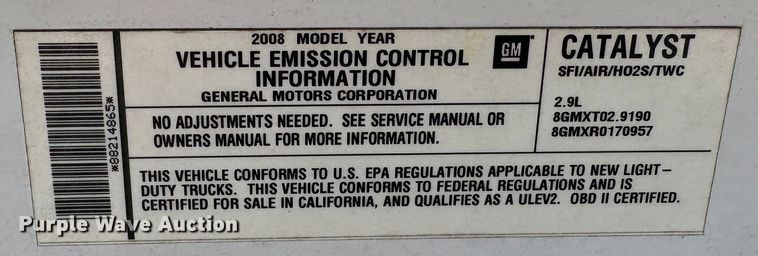 2008 MODEL YEAR
VEHICLE EMISSION CONTROL
INFORMATION
GENERAL MOTORS CORPORATION
GM
CATALYST
SFI/AIR/HO2S/TWC
NO ADJUSTMENTS NEEDED. SEE SERVICE MANUAL OR
OWNERS MANUAL FOR MORE INFORMATION.
2.9L
8GMXT02.9190
8GMXR0170957
THIS VEHICLE CONFORMS TO U.S. EPA REGULATIONS APPLICABLE TO NEW LIGHT-
DUTY TRUCKS. THIS VEHICLE CONFORMS TO FEDERAL REGULATIONS AND IS
CERTIFIED FOR SALE IN CALIFORNIA, AND QUALIFIES AS A ULEV2. OBD II CERTIFIED.
*88214865*
Purple Wave Auction